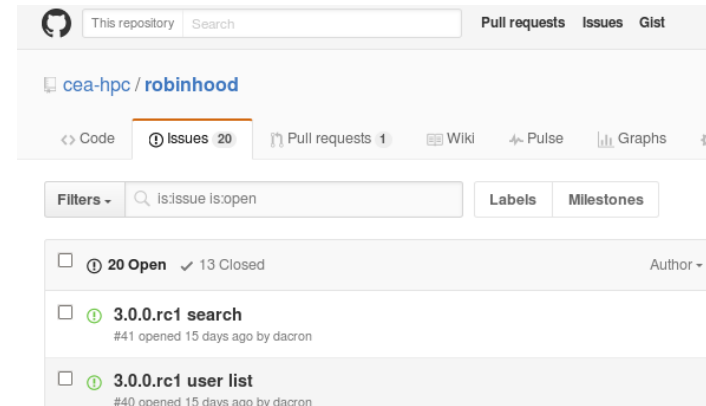 This repository Search Pull requests Issues Gist
cea-hpc / robinhood
Code Issues 20 Pull requests 1 Wiki Pulse Graphs
Filters is:issue is:open Labels Milestones
20 Open 13 Closed Author
3.0.0.rc1 search
#41 opened 15 days ago by dacron
3.0.0.rc1 user list
#40 opened 15 days ago by dacron